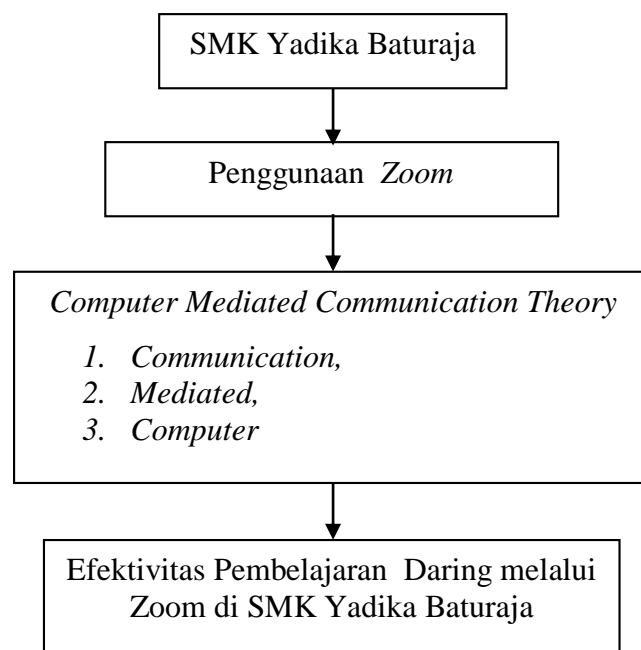 SMK Yadika Baturaja
Penggunaan Zoom
Computer Mediated Communication Theory
1. Communication,
2. Mediated,
3. Computer
Efektivitas Pembelajaran Daring melalui
Zoom di SMK Yadika Baturaja